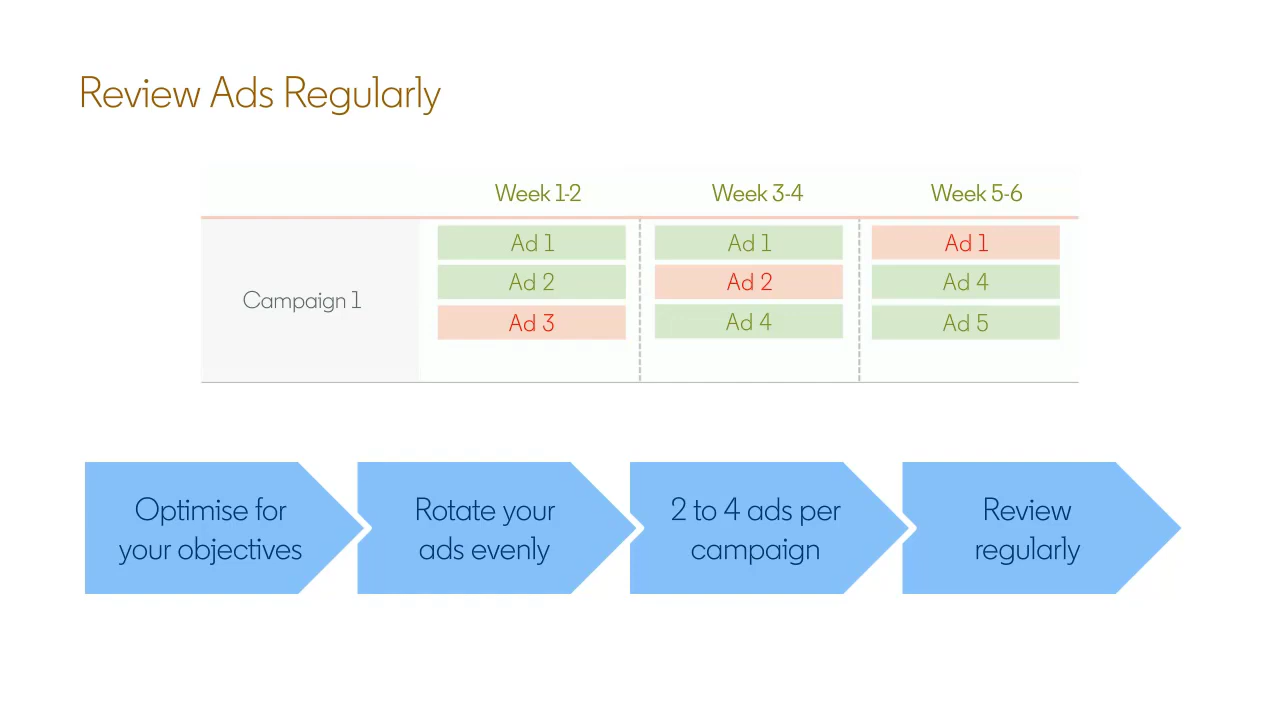 Review Ads Regularly
Week 1-2 Week 3-4 Week 5-6
Campaign 1
Ad 1 Ad 1 Ad 1
Ad 2 Ad 2 Ad 4
Ad 3 Ad 4 Ad 5
Optimise for
your objectives
Rotate your
ads evenly
2 to 4 ads per
campaign
Review
regularly